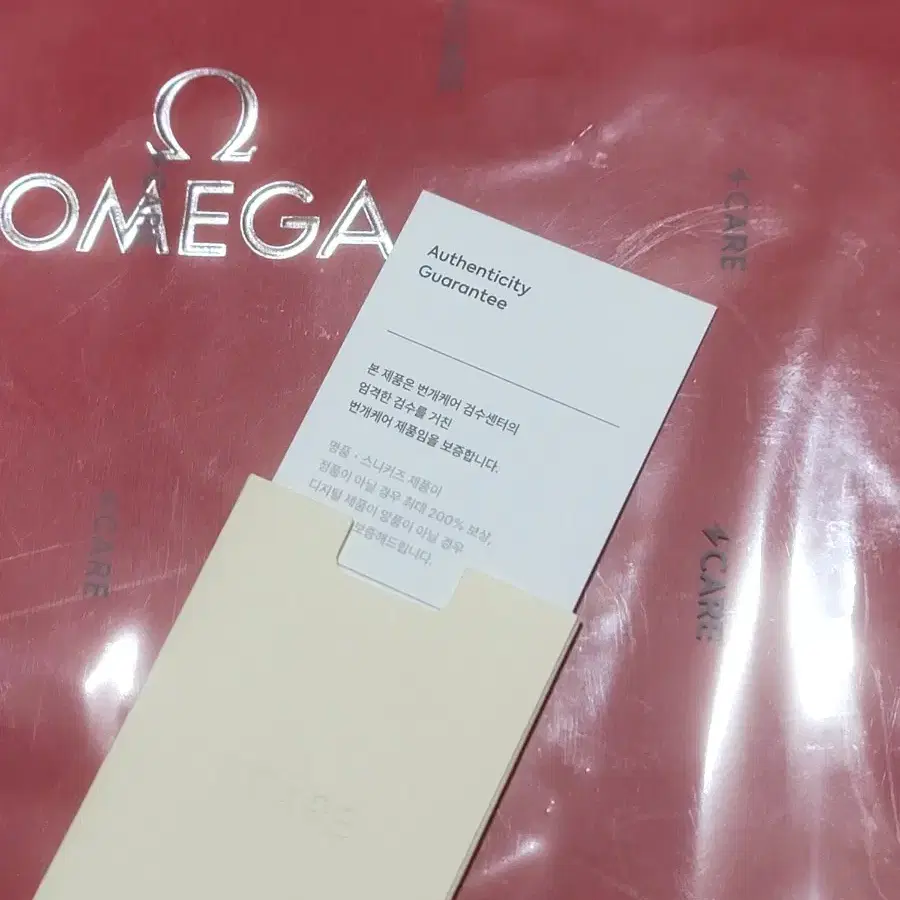 Ω
OMEGA
Authenticity
Guarantee
본 제품은 번개케어 검수센터의
엄격한 검수를 거친
번개케어 제품임을 보증합니다.
명품 · 스니커즈 제품이
정품이 아닐 경우 최대 200% 보상,
디지털 제품이 양품이 아닐 경우
보증해드립니다.
CARE
CARE
CARE
CARE